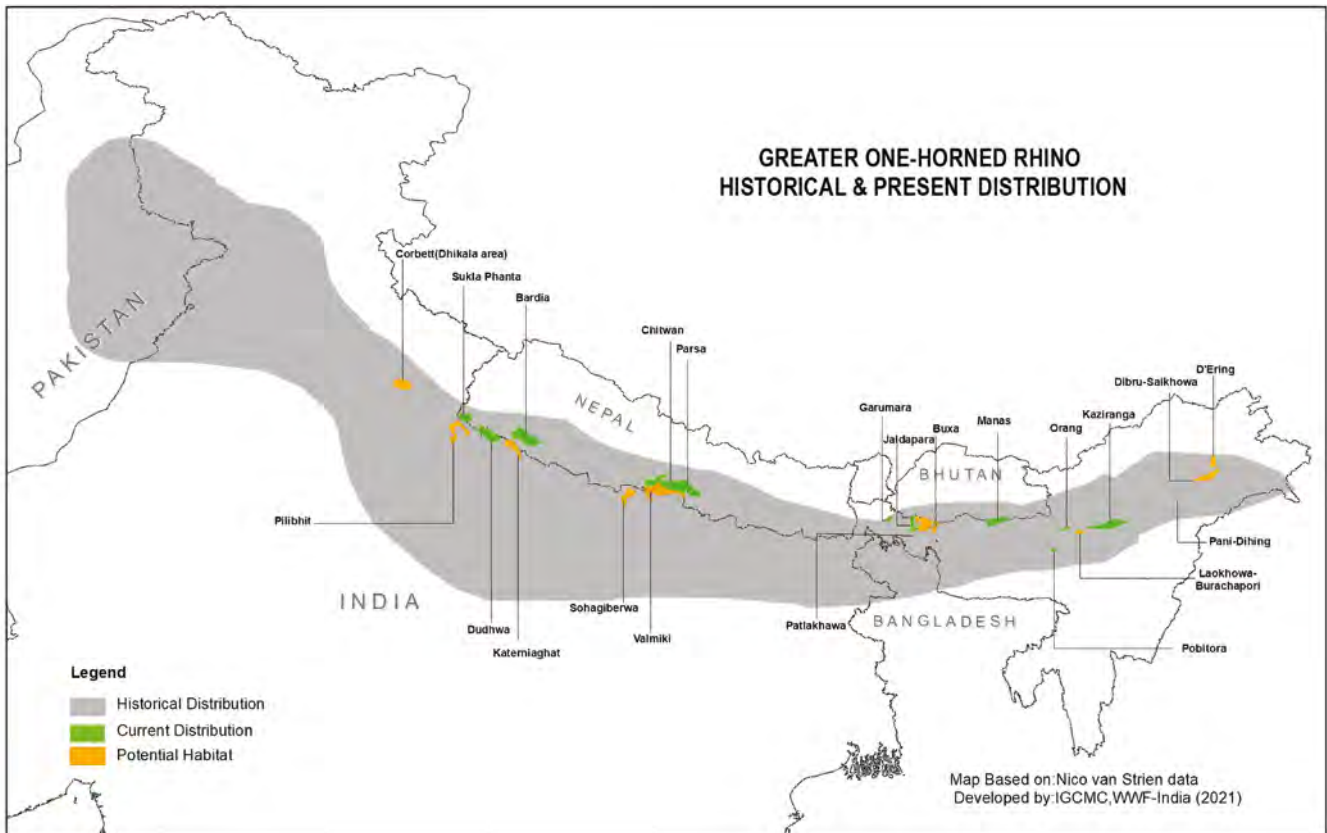 GREATER ONE-HORNED RHINO
HISTORICAL & PRESENT DISTRIBUTION
Corbett(Dhikala area)
Sukla Phanta
Bardia
Chitwan
Parsa
PAKISTAN
NEPAL
D'Ering
Dibru-Saikhowa
Kaziranga
Garumara
Jaldapara
Buxa
Manas
Orang
BHUTAN
Pilibhit
Pani-Dihing
Laokhowa-
Burachapori
INDIA
Sohagiberwa
Dudhwa
Valmiki
Katerniaghat
Patlakhawa
BANGLADESH
Pobitora
Legend
Historical Distribution
Current Distribution
Potential Habitat
Map Based on:Nico van Strien data
Developed by:IGCMC,WWF-India (2021)